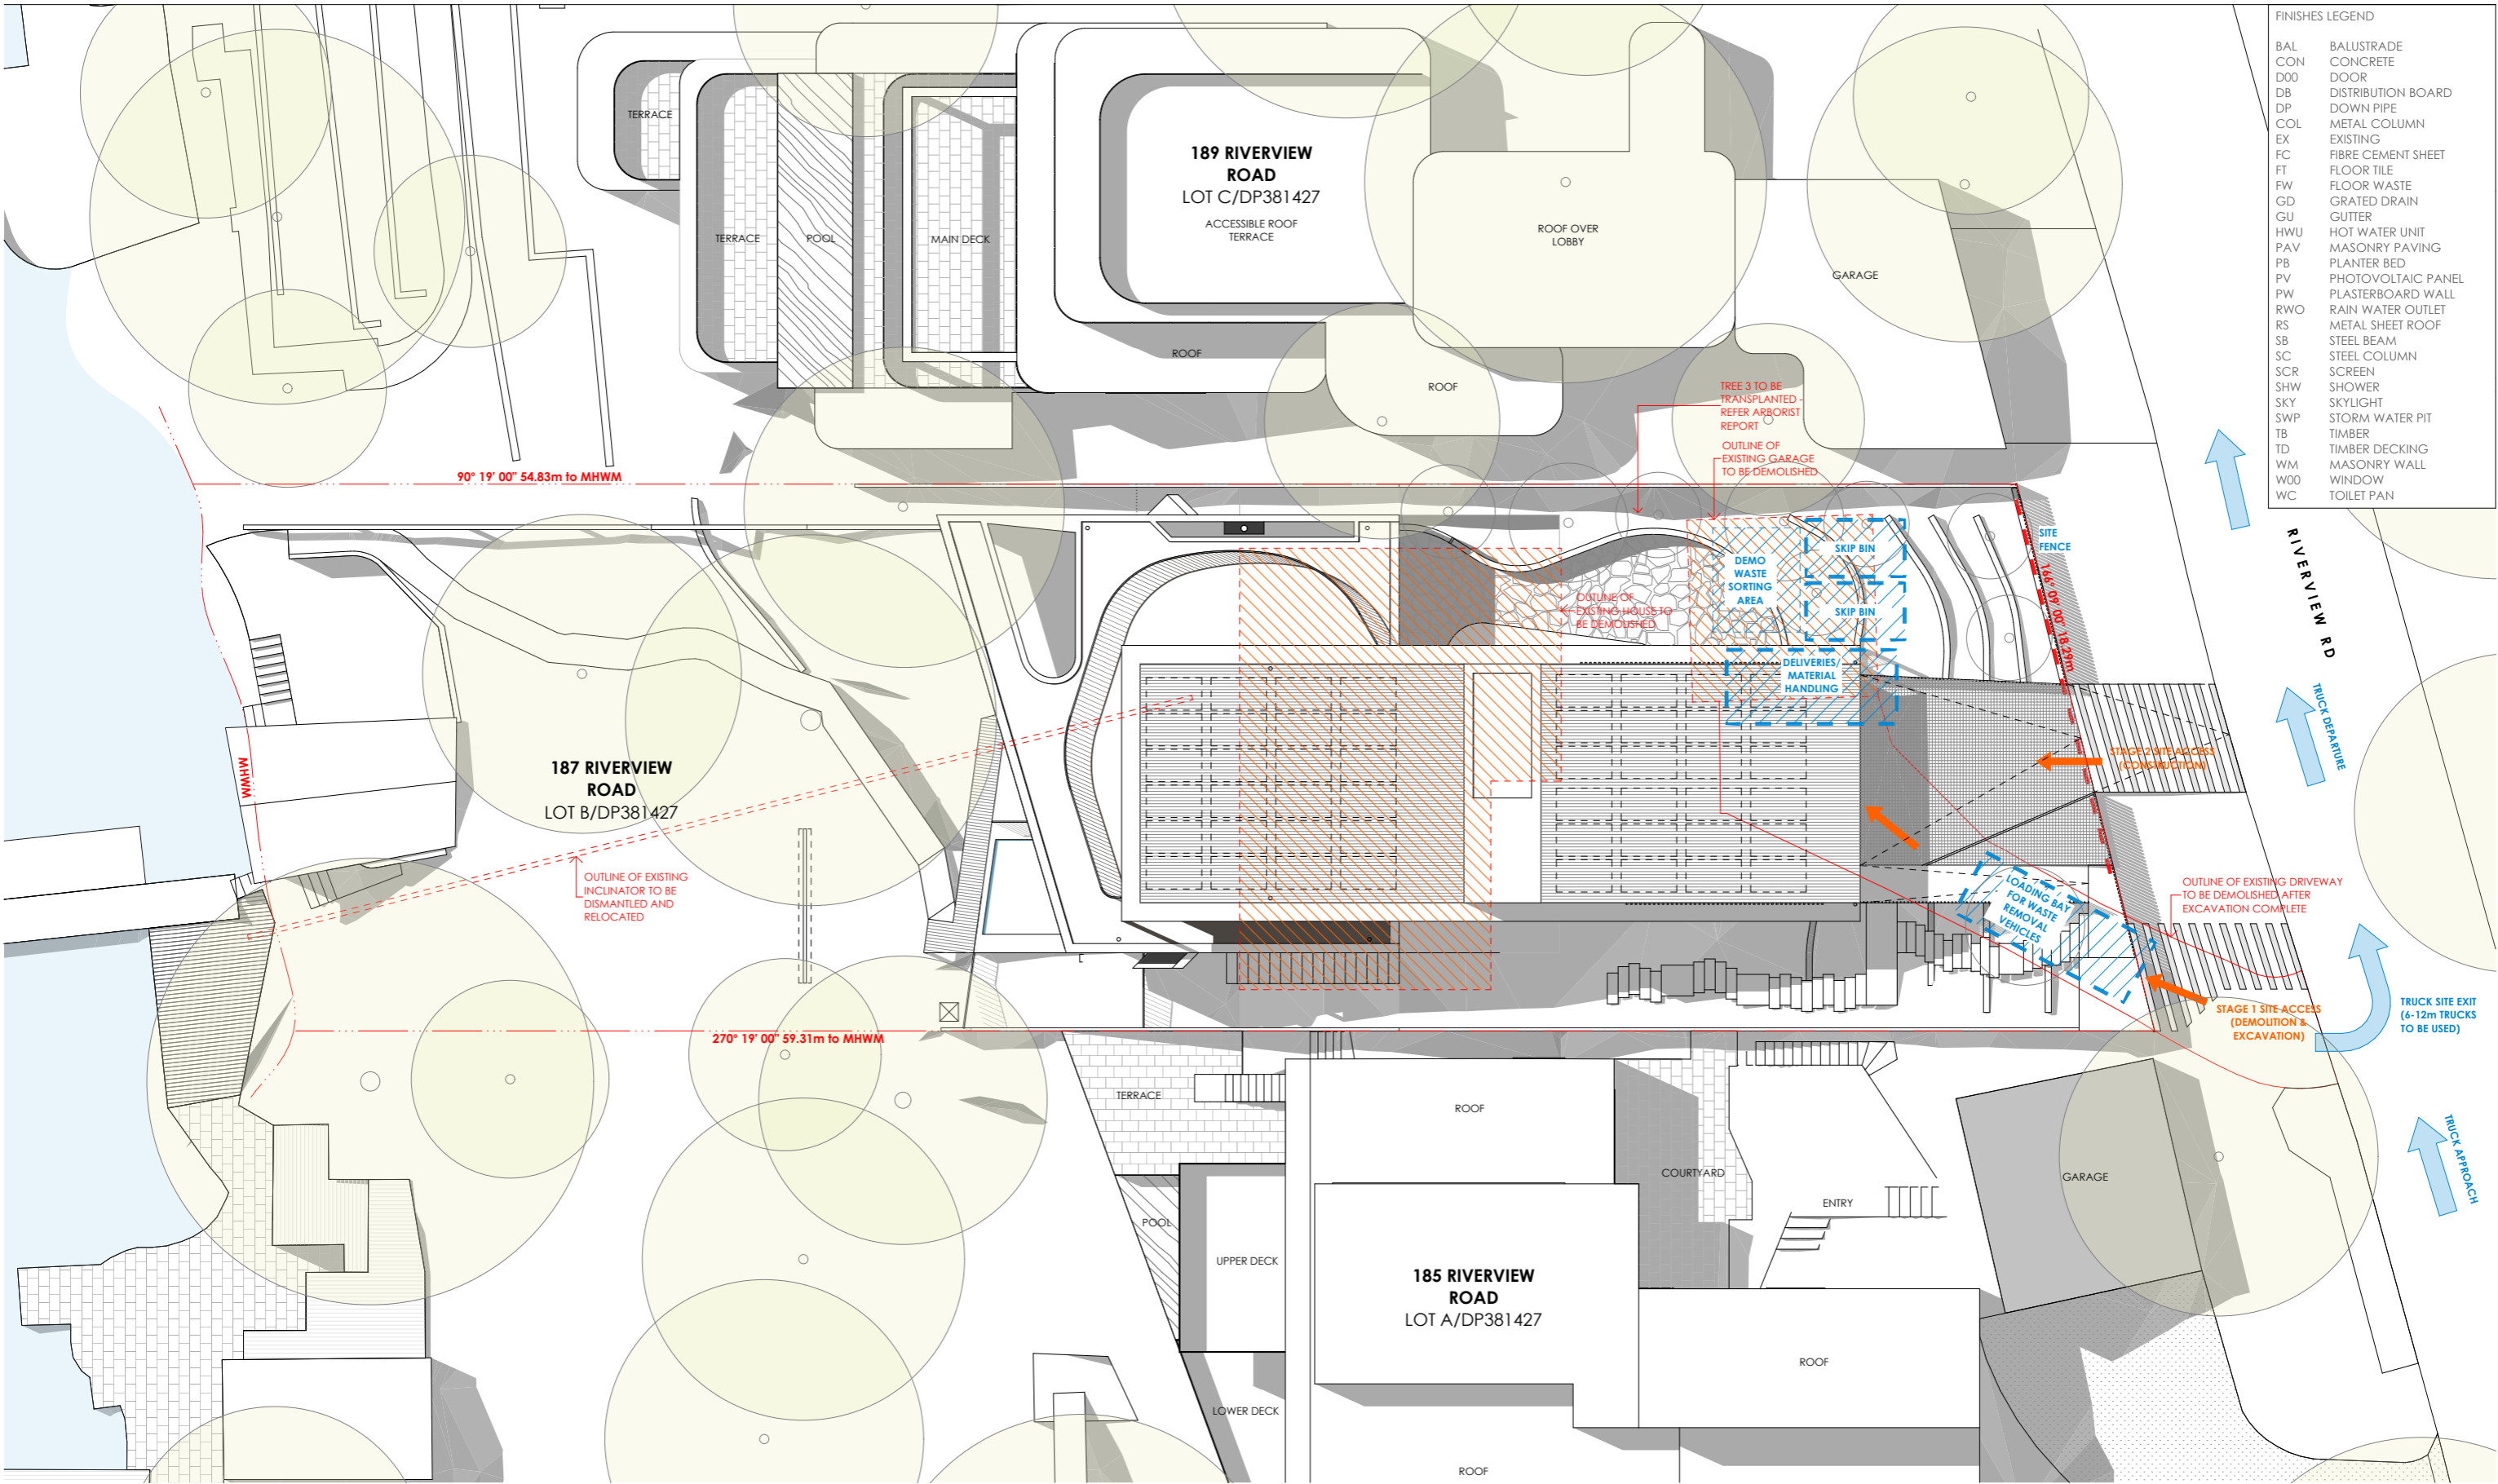 FINISHES LEGEND
BAL BALUSTRADE
CON CONCRETE
D00 DOOR
DB DISTRIBUTION BOARD
DP DOWN PIPE
COL METAL COLUMN
EX EXISTING
FC FIBRE CEMENT SHEET
FT FLOOR TILE
FW FLOOR WASTE
GD GRATED DRAIN
GU GUTTER
HWU HOT WATER UNIT
PAV MASONRY PAVING
PB PLANTER BED
PV PHOTOVOLTAIC PANEL
PW PLASTERBOARD WALL
RWO RAIN WATER OUTLET
RS METAL SHEET ROOF
SB STEEL BEAM
SC STEEL COLUMN
SCR SCREEN
SHW SHOWER
SKY SKYLIGHT
SWP STORM WATER PIT
TB TIMBER
TD TIMBER DECKING
WM MASONRY WALL
W00 WINDOW
WC TOILET PAN
TERRACE
TERRACE
POOL
MAIN DECK
189 RIVERVIEW
ROAD
LOT C/DP381427
ACCESSIBLE ROOF
TERRACE
ROOF OVER
LOBBY
GARAGE
ROOF
ROOF
TREE 3 TO BE
TRANSPLANTED -
REFER ARBORIST
REPORT
OUTLINE OF
EXISTING GARAGE
TO BE DEMOLISHED
90° 19' 00" 54.83m to MHWM
SITE
FENCE
166° 09' 00" 18.29m
RIVERVIEW RD
SKIP BIN
DEMO
WASTE
SORTING
AREA
SKIP BIN
OUTLINE OF
EXISTING HOUSE TO
BE DEMOLISHED
DELIVERIES/
MATERIAL
HANDLING
TRUCK DEPARTURE
STAGE 2 SITE ACCESS
(CONSTRUCTION)
MHWM
187 RIVERVIEW
ROAD
LOT B/DP381427
OUTLINE OF EXISTING
INCLINATOR TO BE
DISMANTLED AND
RELOCATED
LOADING BAY
FOR WASTE
REMOVAL
VEHICLES
OUTLINE OF EXISTING DRIVEWAY
TO BE DEMOLISHED AFTER
EXCAVATION COMPLETE
STAGE 1 SITE ACCESS
(DEMOLITION &
EXCAVATION)
TRUCK SITE EXIT
(6-12m TRUCKS
TO BE USED)
270° 19' 00" 59.31m to MHWM
TRUCK APPROACH
TERRACE
ROOF
COURTYARD
ENTRY
GARAGE
POOL
UPPER DECK
185 RIVERVIEW
ROAD
LOT A/DP381427
ROOF
LOWER DECK
ROOF